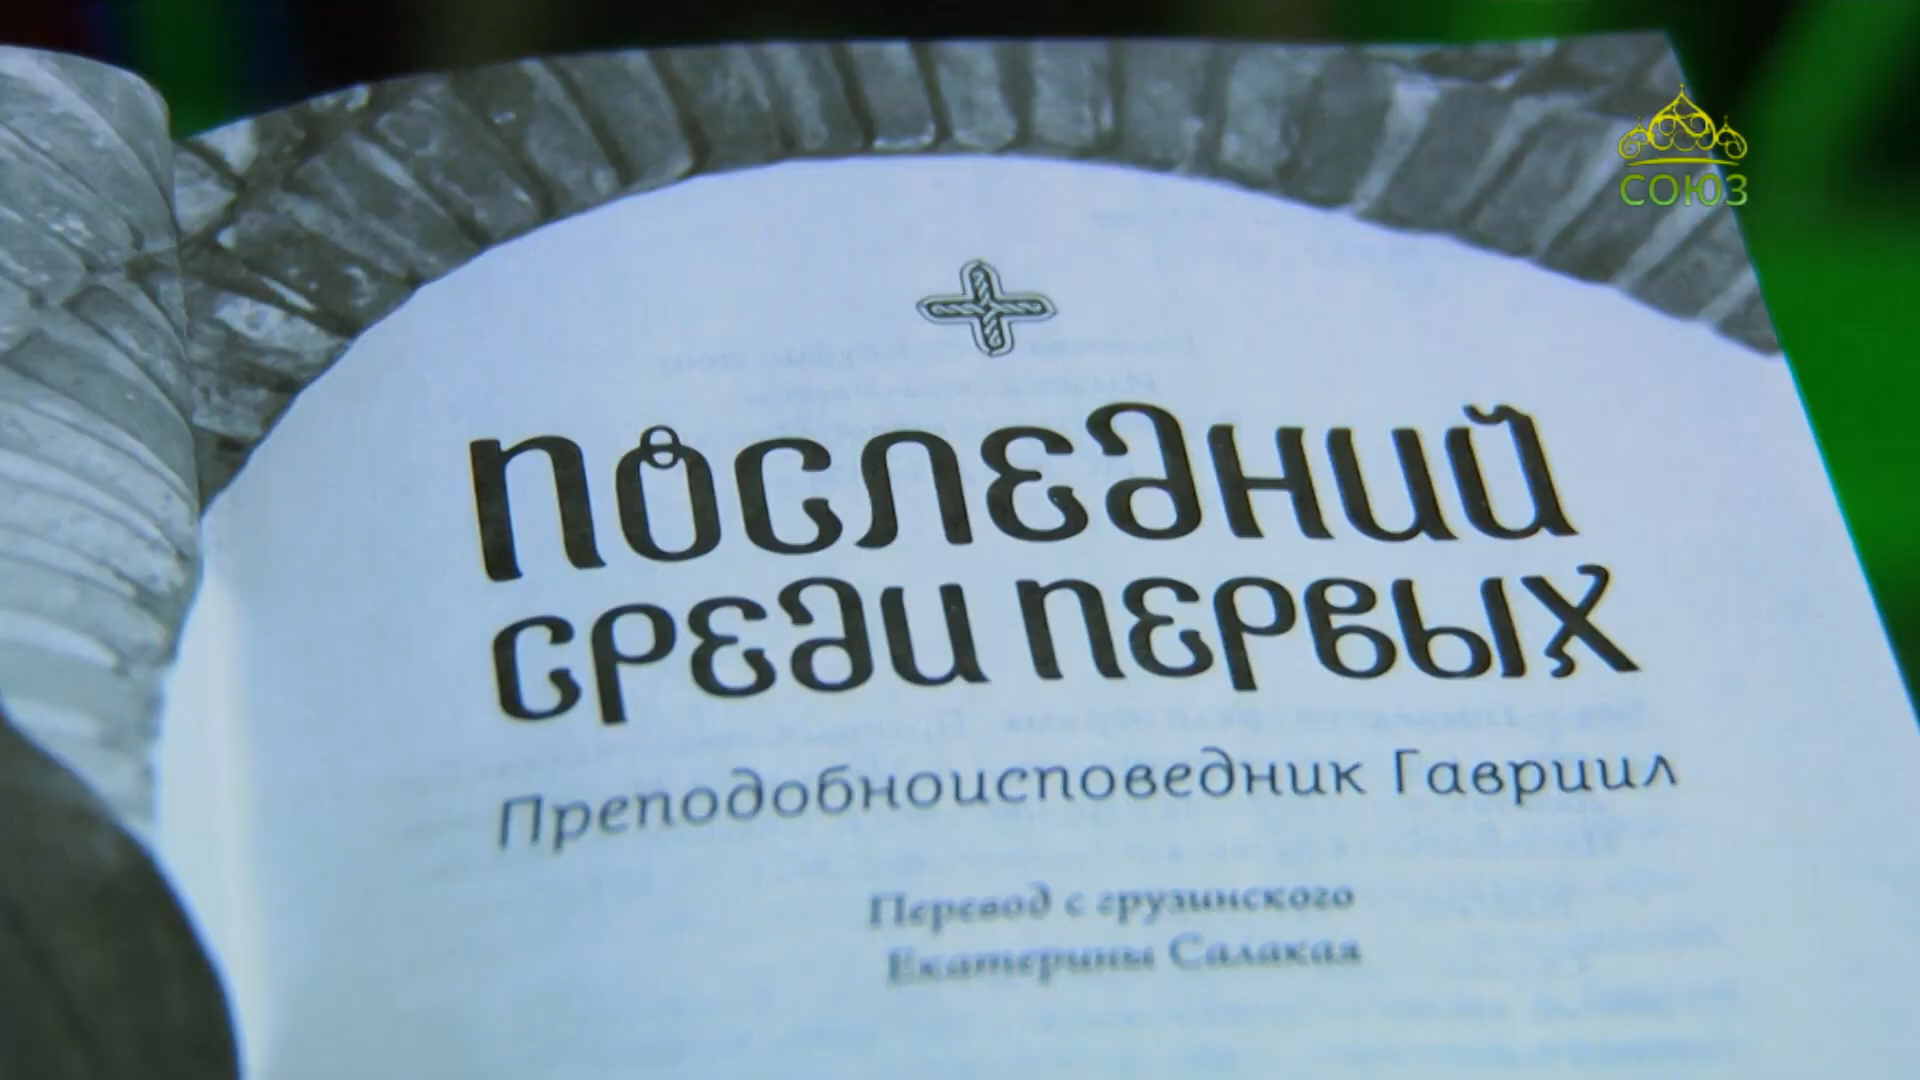 СОЮЗ
ПОСЛЕДНИЙ
СРЕДИ ПЕРВЫХ
Преподобноисповедник Гавриил
Перевод с грузинского
Екатерины Салакая